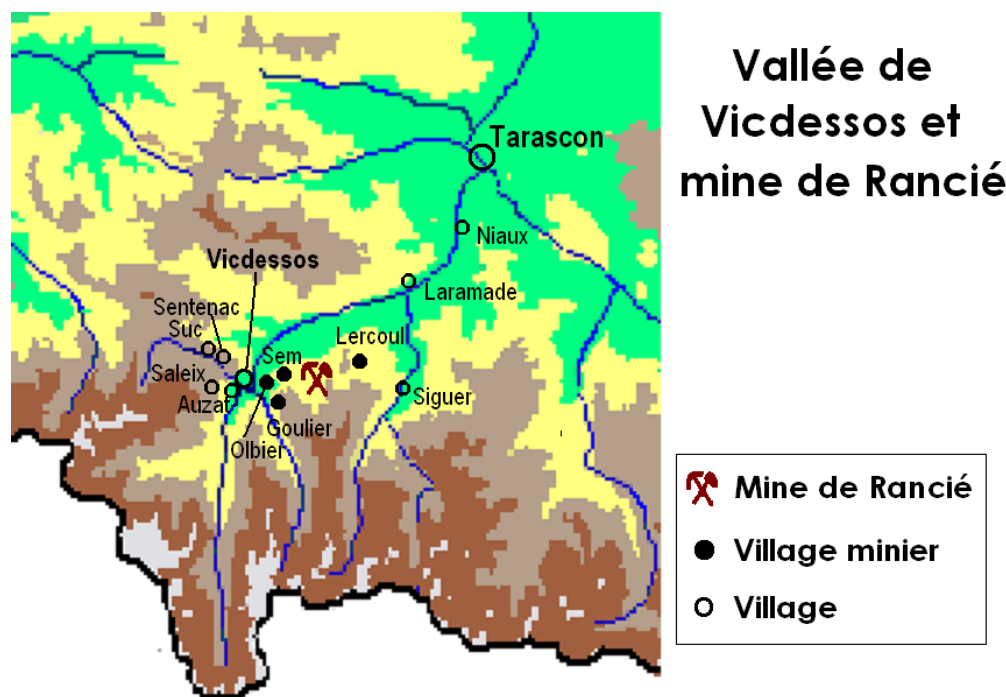 Vallée de
Vicdessos et
mine de Rancié
Tarascon
Niaux
Vicdessos
Laramade
Sentenac
Suc
Lercoul
Sem
Saleix
Siguer
Auzat
Goulier
Olbier
Mine de Rancié
Village minier
Village